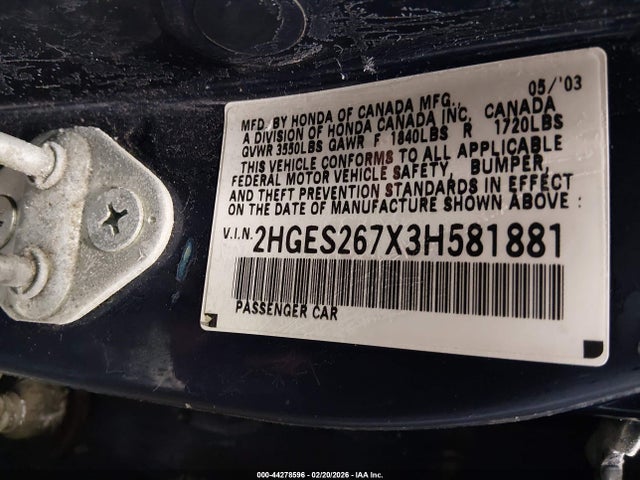 05/'03
MFD. BY HONDA OF CANADA MFG.,
A DIVISION OF HONDA CANADA INC, CANADA
GVWR 3550LBS GAWR F 1840LBS R 1720LBS
THIS VEHICLE CONFORMS TO ALL APPLICABLE
FEDERAL MOTOR VEHICLE SAFETY, BUMPER,
AND THEFT PREVENTION STANDARDS IN EFFECT
ON THE DATE OF MANUFACTURE SHOWN ABOVE :
V.I.N. 2HGES267X3H581881
PASSENGER CAR
000-44278596 - 02/20/2026 - IAA Inc.